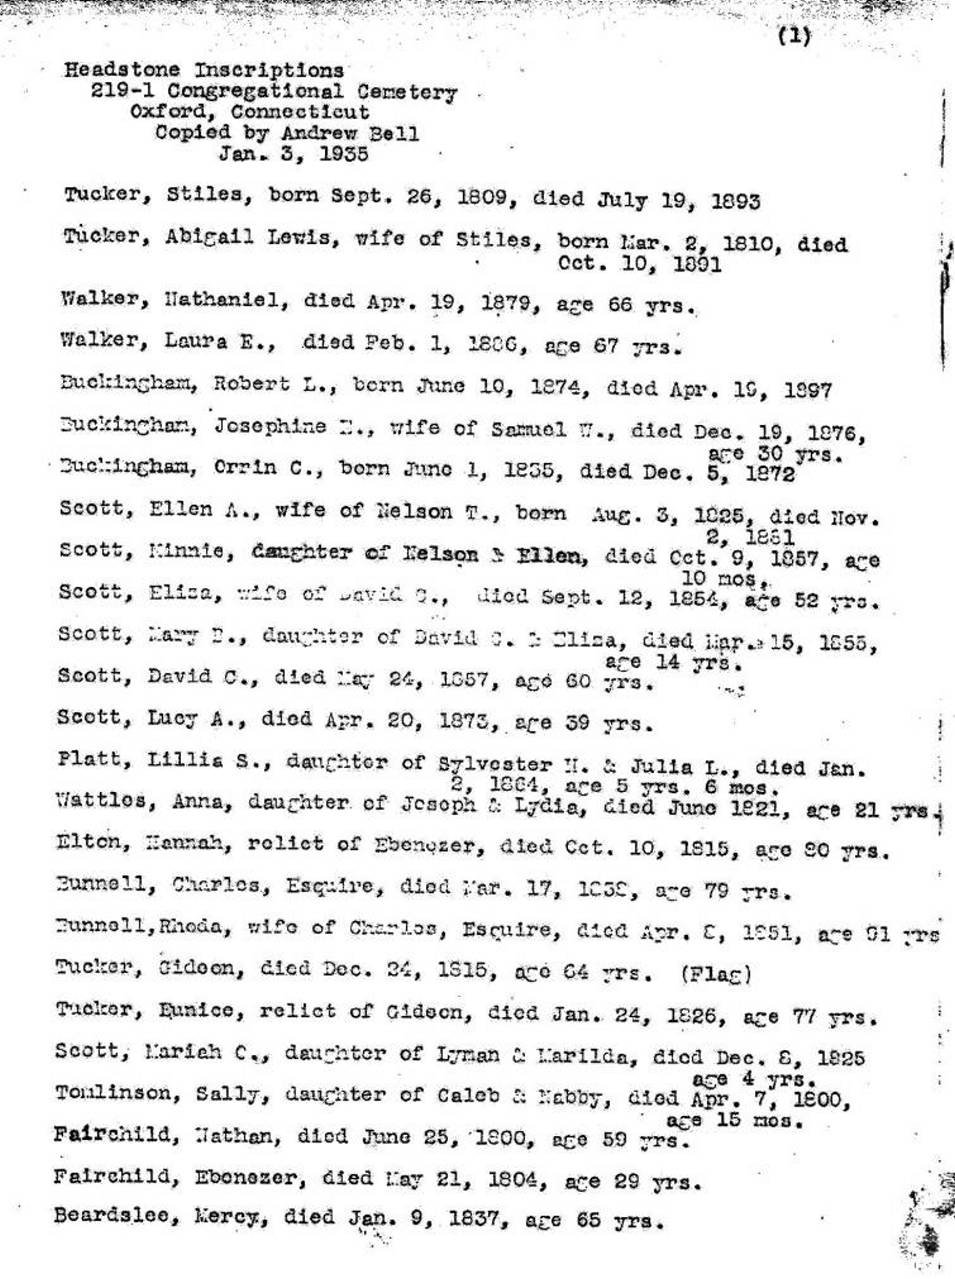 (1)
Headstone Inscriptions
219-1 Congregational Cemetery
Oxford, Connecticut
Copied by Andrew Bell
Jan. 3, 1935
Tucker, Stiles, born Sept. 26, 1809, died July 19, 1893
Tucker, Abigail Lewis, wife of Stiles, born Mar. 2, 1810, died
Oct. 10, 1891
Walker, Nathaniel, died Apr. 19, 1879, age 66 yrs.
Walker, Laura E., died Feb. 1, age 67 yrs.
Buckingham, Robert L., born June 10, 1874, died Apr. 19, 1897
Buckingham, Josephine E., wife of Samuel W., died Dec. 19, 1876,
age 30 yrs.
Buckingham, Orrin C., born June 1, 1835, died Dec. 5, 1872
Scott, Ellen A., wife of Nelson T., born Aug. 3, 1825, died Nov.
2, 1881
Scott, Minnie, daughter of Nelson & Ellen, died Oct. 9, 1857, age
10 mos.
Scott, Eliza, wife of David C., died Sept. 12, 1854, age 52 yrs.
Scott, Mary E., daughter of David C. & Eliza, died Mar. 15, 1855,
age 14 yrs.
Scott, David C., died May 24, 1857, age 60 yrs.
Scott, Lucy A., died Apr. 20, 1873, age 39 yrs.
Platt, Lillia S., daughter of Sylvester H. & Julia L., died Jan.
2, 1864, age 5 yrs. 6 mos.
Wattles, Anna, daughter of Joseph & Lydia, died June 1821, age 21 yrs.
Elton, Hannah, relict of Ebenezer, died Oct. 10, 1815, age 80 yrs.
Bunnell, Charles, Esquire, died Mar. 17, 1838, age 79 yrs.
Bunnell,Rhoda, wife of Charles, Esquire, died Apr. 8, 1851, age 91 yrs
Tucker, Gideon, died Dec. 24, 1815, age 64 yrs. (Flag)
Tucker, Eunice, relict of Gideon, died Jan. 24, 1826, age 77 yrs.
Scott, Mariah C., daughter of Lyman & Marilda, died Dec. 8, 1825
age 4 yrs.
Tomlinson, Sally, daughter of Caleb & Nabby, died Apr. 7, 1800,
age 15 mos.
Fairchild, Nathan, died June 25, 1800, age 59 yrs.
Fairchild, Ebenezer, died May 21, 1804, age 29 yrs.
Beardslee, Mercy, died Jan. 9, 1837, age 65 yrs.